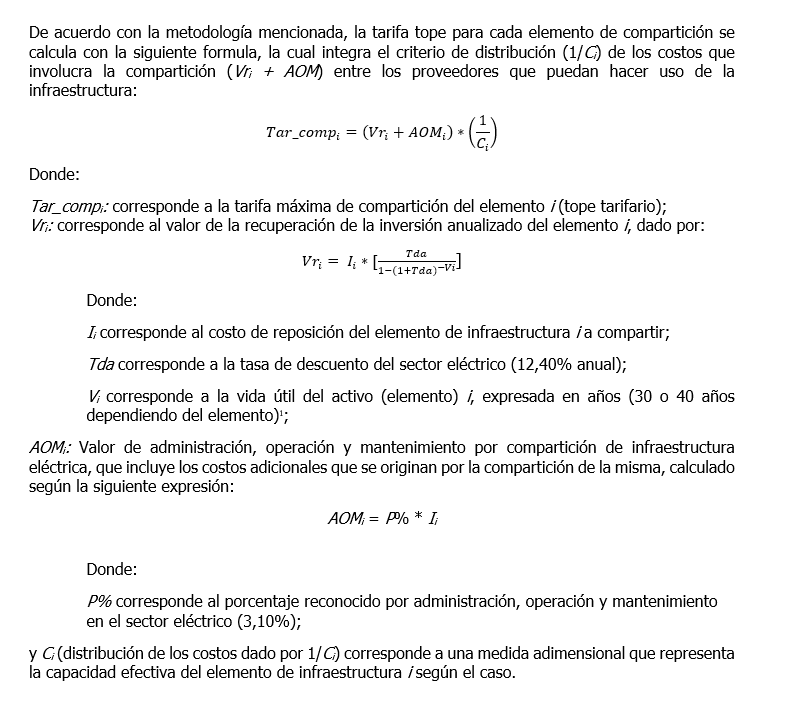 De acuerdo con la metodología mencionada, la tarifa tope para cada elemento de compartición se
calcula con la siguiente formula, la cual integra el criterio de distribución (1/Cᵢ) de los costos que
involucra la compartición (Vrᵢ + AOM) entre los proveedores que puedan hacer uso de la
infraestructura:
Tar_compᵢ = (Vrᵢ + AOMᵢ) * (1/Cᵢ)
Donde:
Tar_compᵢ: corresponde a la tarifa máxima de compartición del elemento i (tope tarifario);
Vrᵢ: corresponde al valor de la recuperación de la inversión anualizado del elemento i, dado por:
Vrᵢ = Iᵢ * [Tda/(1−(1+Tda)^−Vi)]
Donde:
Iᵢ corresponde al costo de reposición del elemento de infraestructura i a compartir;
Tda corresponde a la tasa de descuento del sector eléctrico (12,40% anual);
Vᵢ corresponde a la vida útil del activo (elemento) i, expresada en años (30 o 40 años
dependiendo del elemento)¹;
AOMᵢ: Valor de administración, operación y mantenimiento por compartición de infraestructura
eléctrica, que incluye los costos adicionales que se originan por la compartición de la misma, calculado
según la siguiente expresión:
AOMᵢ = P% * Iᵢ
Donde:
P% corresponde al porcentaje reconocido por administración, operación y mantenimiento
en el sector eléctrico (3,10%);
y Cᵢ (distribución de los costos dado por 1/Cᵢ) corresponde a una medida adimensional que representa
la capacidad efectiva del elemento de infraestructura i según el caso.